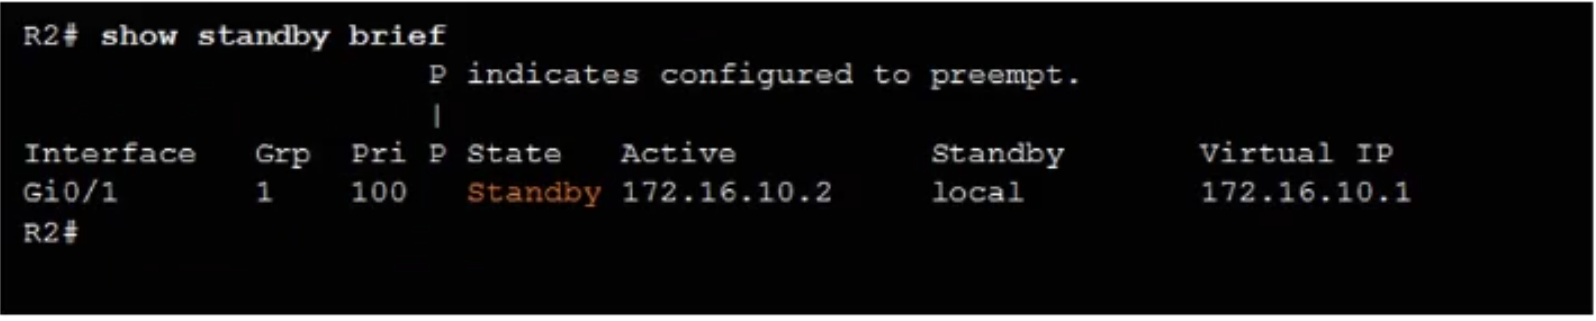 R2# show standby brief
P indicates configured to preempt.
|
Interface Grp Pri P State Active Standby Virtual IP
Gi0/1 1 100 Standby 172.16.10.2 local 172.16.10.1
R2#